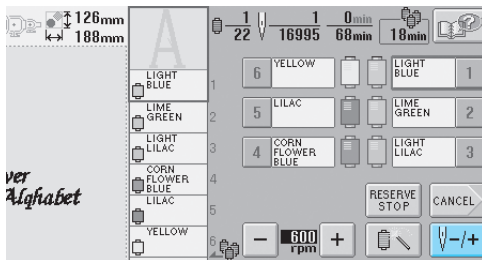 126mm
188mm
A
1
22
1
16995
0min
68min
18min
?
LIGHT
BLUE
1
LIME
GREEN
2
LIGHT
LILAC
3
CORN
FLOWER
BLUE
4
LILAC
5
YELLOW
6
6
YELLOW
LIGHT
BLUE
1
5
LILAC
LIME
GREEN
2
4
CORN
FLOWER
BLUE
LIGHT
LILAC
3
ver
Alphabet
RESERVE
STOP
CANCEL
-
600
rpm
+
-/+